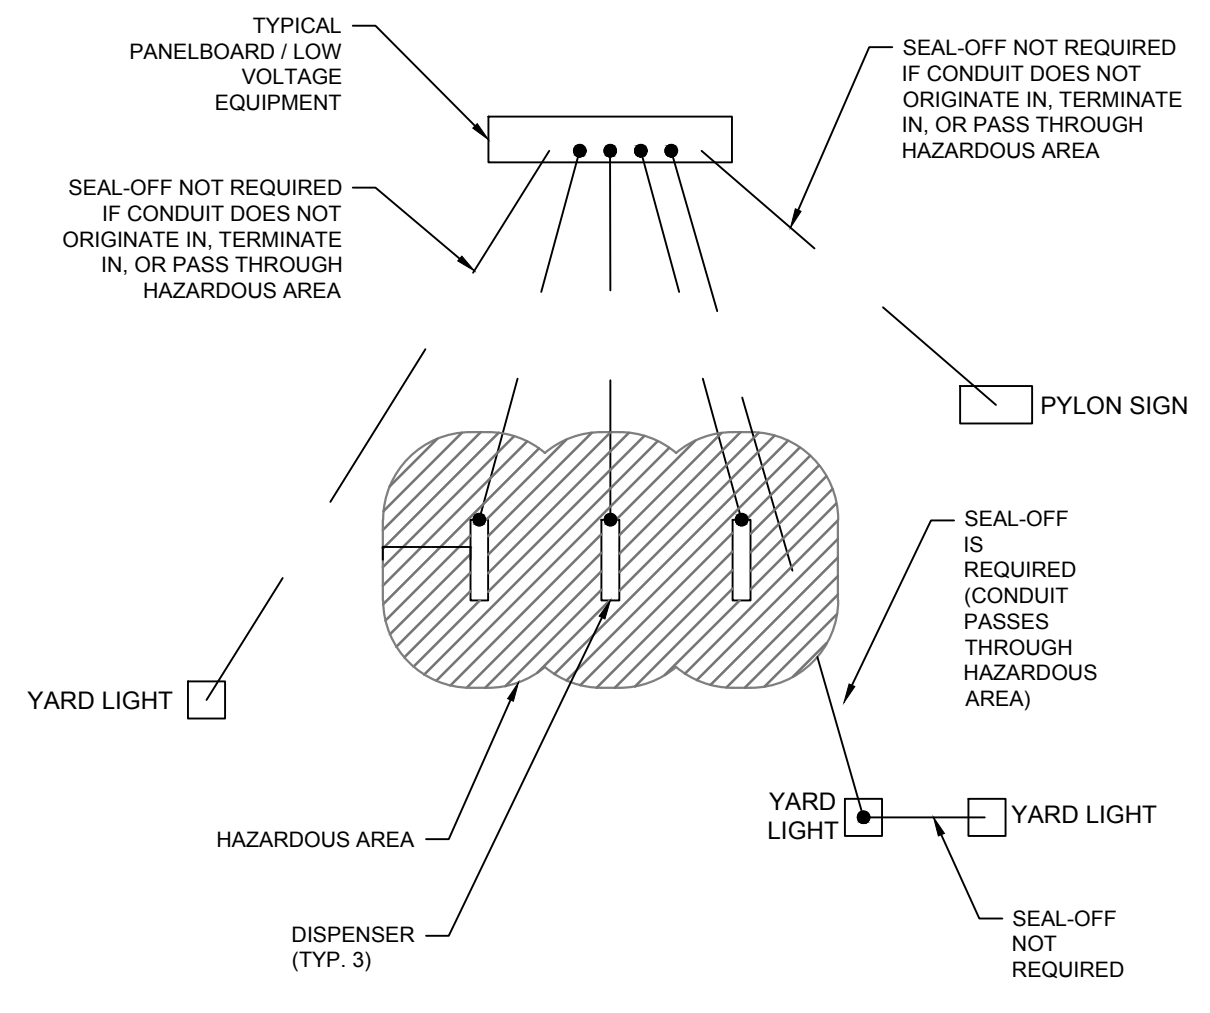 TYPICAL
PANELBOARD / LOW
VOLTAGE
EQUIPMENT
SEAL-OFF NOT REQUIRED
IF CONDUIT DOES NOT
ORIGINATE IN, TERMINATE
IN, OR PASS THROUGH
HAZARDOUS AREA
SEAL-OFF NOT REQUIRED
IF CONDUIT DOES NOT
ORIGINATE IN, TERMINATE
IN, OR PASS THROUGH
HAZARDOUS AREA
PYLON SIGN
SEAL-OFF
IS
REQUIRED
(CONDUIT
PASSES
THROUGH
HAZARDOUS
AREA)
YARD LIGHT
YARD
LIGHT
YARD LIGHT
HAZARDOUS AREA
DISPENSER
(TYP. 3)
SEAL-OFF
NOT
REQUIRED